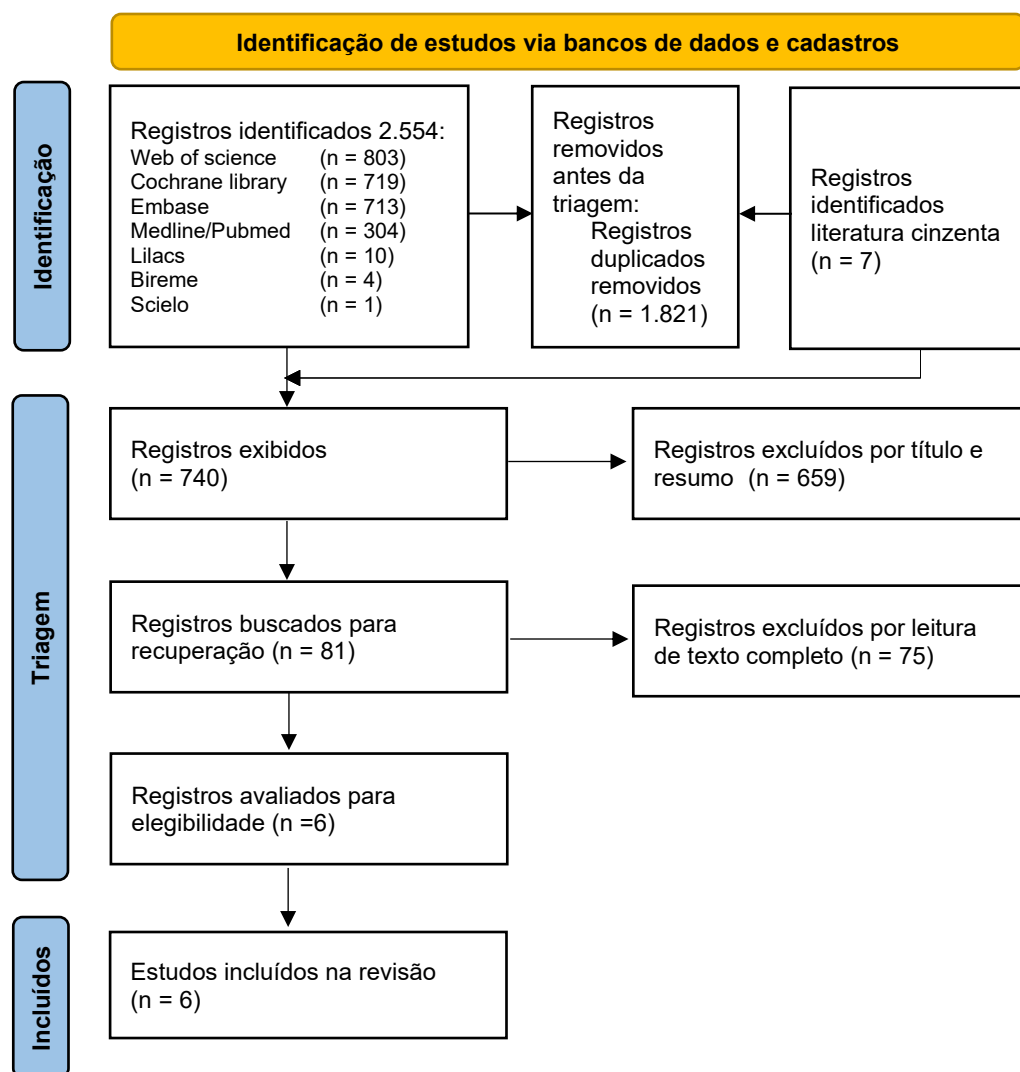 Identificação de estudos via bancos de dados e cadastros
Identificação
Registros identificados 2.554:
Web of science (n = 803)
Cochrane library (n = 719)
Embase (n = 713)
Medline/Pubmed (n = 304)
Lilacs (n = 10)
Bireme (n = 4)
Scielo (n = 1)
Registros
removidos
antes da
triagem:
Registros
duplicados
removidos
(n = 1.821)
Registros
identificados
literatura cinzenta
(n = 7)
Triagem
Registros exibidos
(n = 740)
Registros excluídos por título e
resumo (n = 659)
Registros buscados para
recuperação (n = 81)
Registros excluídos por leitura
de texto completo (n = 75)
Registros avaliados para
elegibilidade (n =6)
Incluídos
Estudos incluídos na revisão
(n = 6)